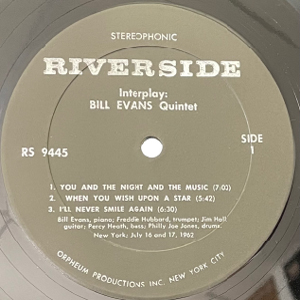 STEREOPHONIC
RIVERSIDE
Interplay:
BILL EVANS Quintet
RS 9445
SIDE
1
1. YOU AND THE NIGHT AND THE MUSIC (7:03)
2. WHEN YOU WISH UPON A STAR (5:42)
3. I'LL NEVER SMILE AGAIN (6:30)
Bill Evans, piano; Freddie Hubbard, trumpet; Jim Hall
guitar; Percy Heath, bass; Philly Joe Jones, drums.
New York; July 16 and 17, 1962
ORPHEUM PRODUCTIONS INC. NEW YORK CITY